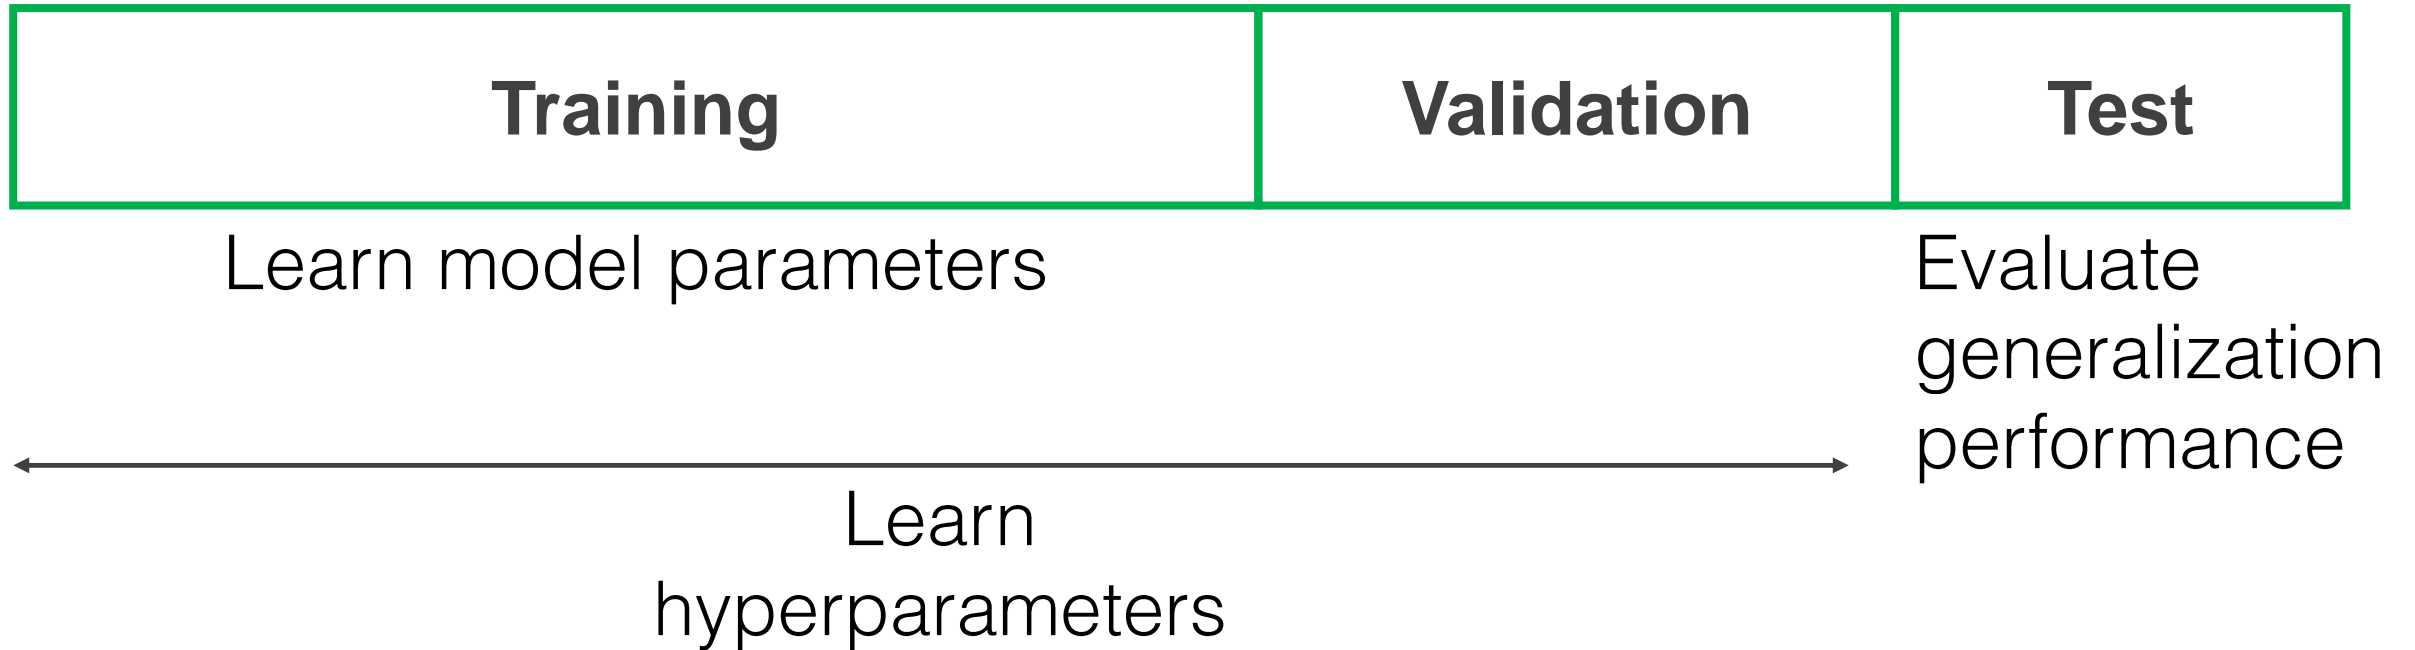 Training
Validation
Test
Learn model parameters
Evaluate
generalization
performance
Learn
hyperparameters